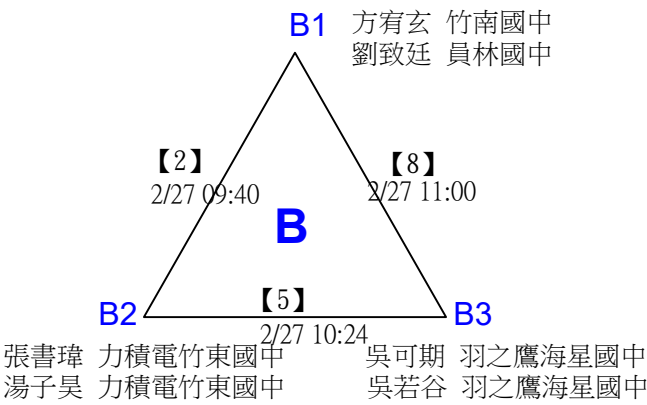 B1
方宥玄 竹南國中
劉致廷 員林國中
【2】
2/27 09:40
【8】
2/27 11:00
B
【5】
2/27 10:24
B2
B3
張書瑋 力積電竹東國中
湯子昊 力積電竹東國中
吳可期 羽之鷹海星國中
吳若谷 羽之鷹海星國中